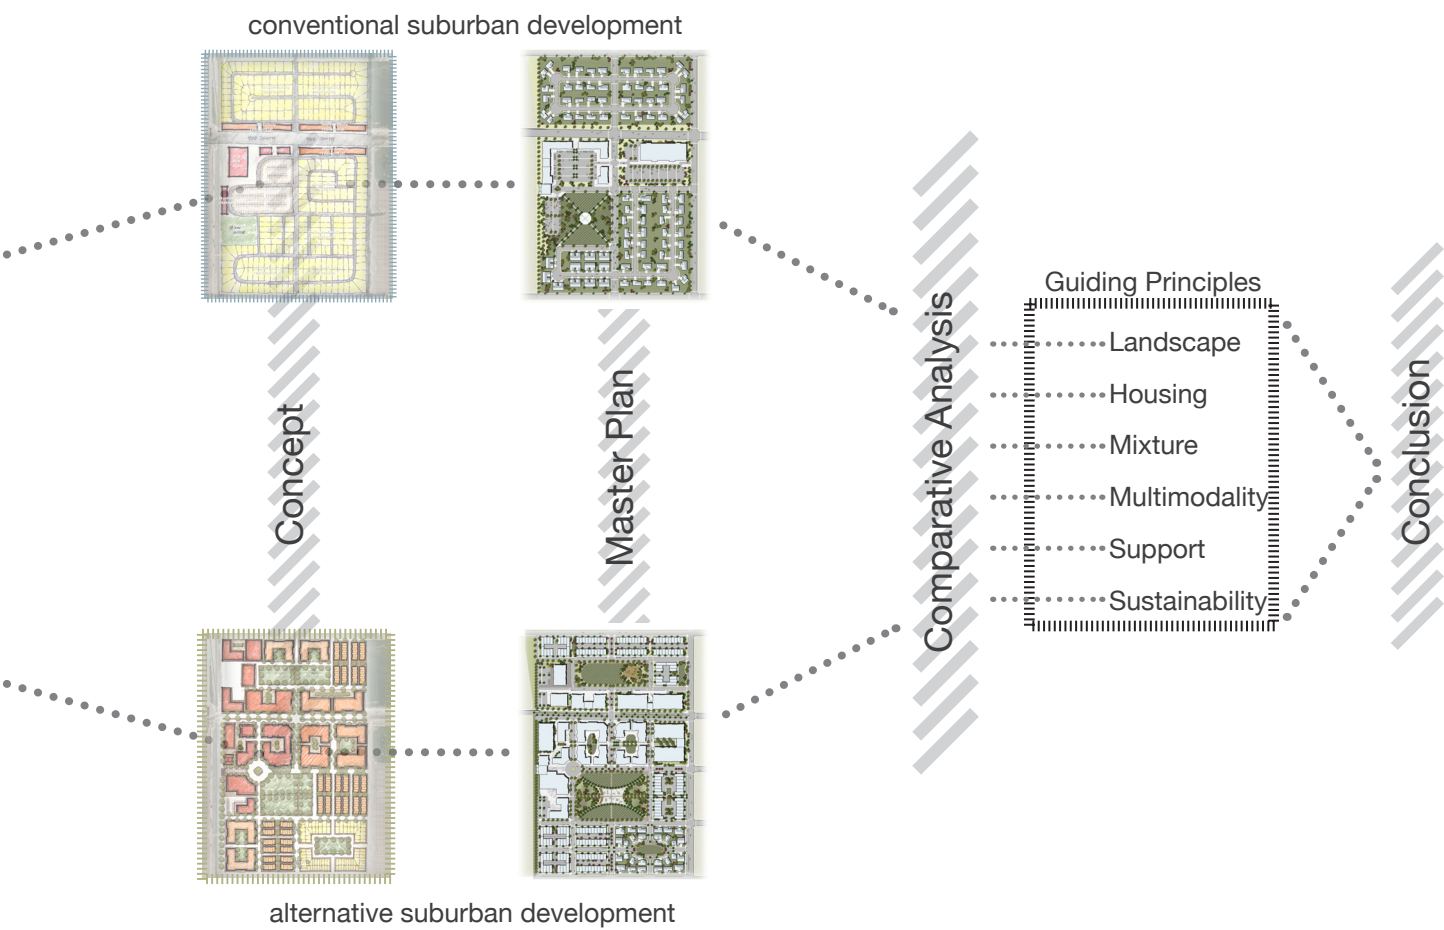 conventional suburban development
Concept
Master Plan
Comparative Analysis
Guiding Principles
Landscape
Housing
Mixture
Multimodality
Support
Sustainability
Conclusion
alternative suburban development